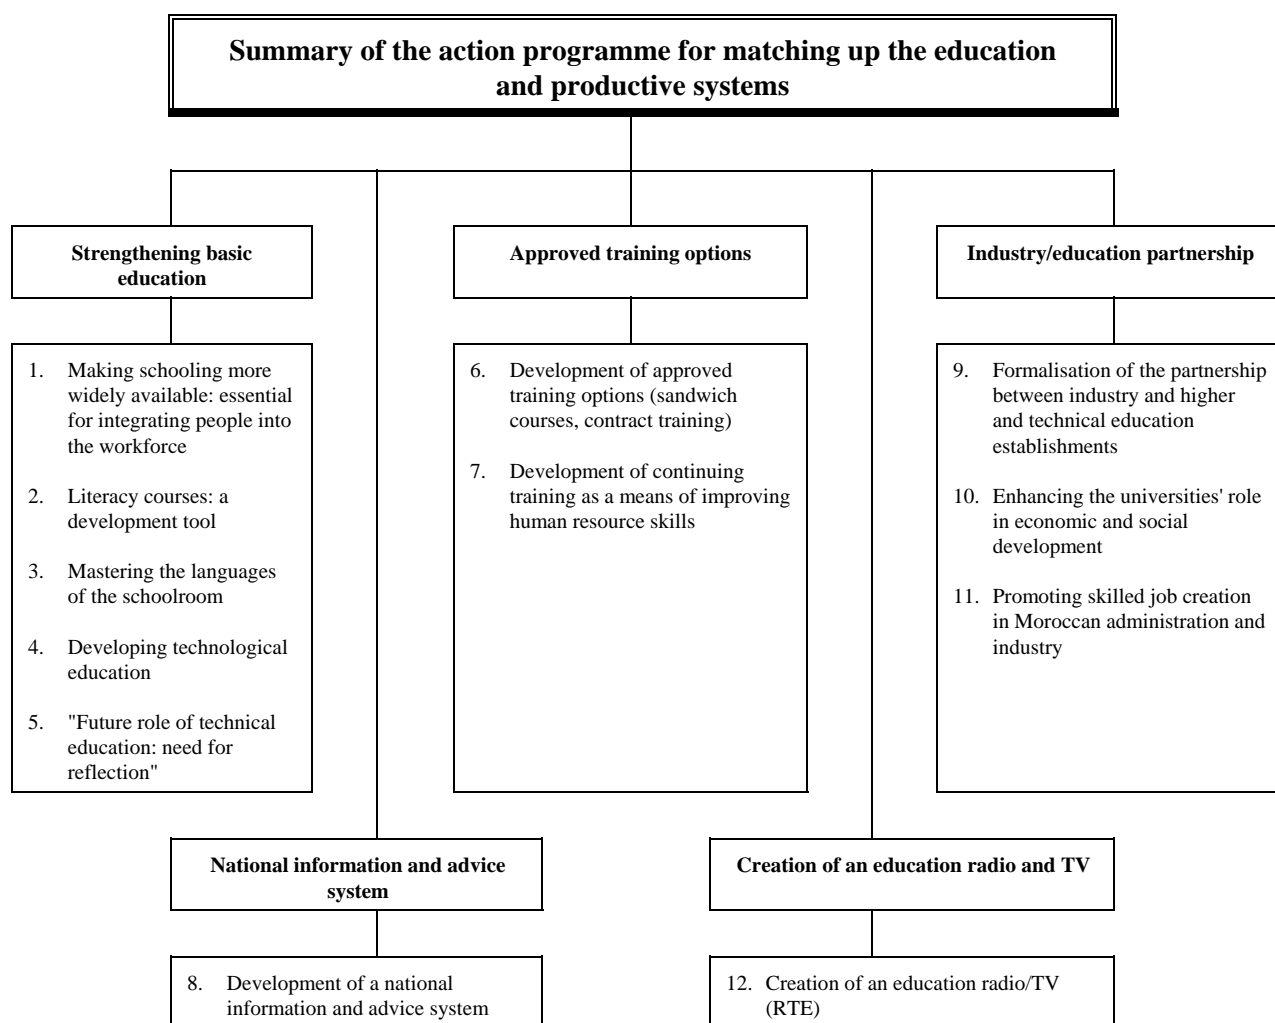 Summary of the action programme for matching up the education
and productive systems
Strengthening basic
education
Approved training options
Industry/education partnership
1. Making schooling more
widely available: essential
for integrating people into
the workforce
2. Literacy courses: a
development tool
3. Mastering the languages
of the schoolroom
4. Developing technological
education
5. "Future role of technical
education: need for
reflection"
6. Development of approved
training options (sandwich
courses, contract training)
7. Development of continuing
training as a means of improving
human resource skills
9. Formalisation of the partnership
between industry and higher
and technical education
establishments
10. Enhancing the universities' role
in economic and social
development
11. Promoting skilled job creation
in Moroccan administration and
industry
National information and advice
system
Creation of an education radio and TV
8. Development of a national
information and advice system
12. Creation of an education radio/TV
(RTE)